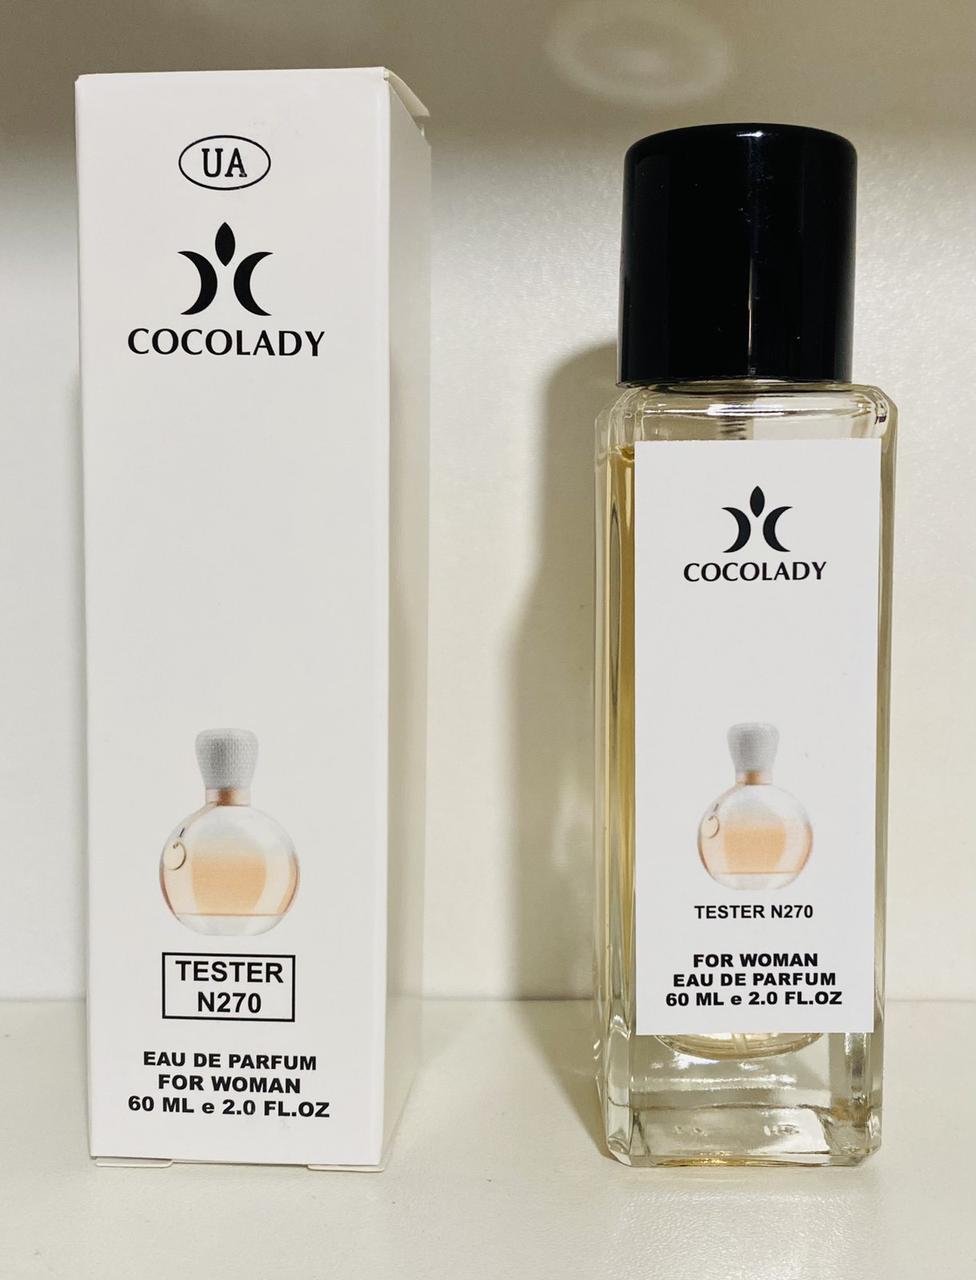 UA
COCOLADY
TESTER
N270
EAU DE PARFUM
FOR WOMAN
60 ML e 2.0 FL.OZ
COCOLADY
TESTER N270
FOR WOMAN
EAU DE PARFUM
60 ML e 2.0 FL.OZ